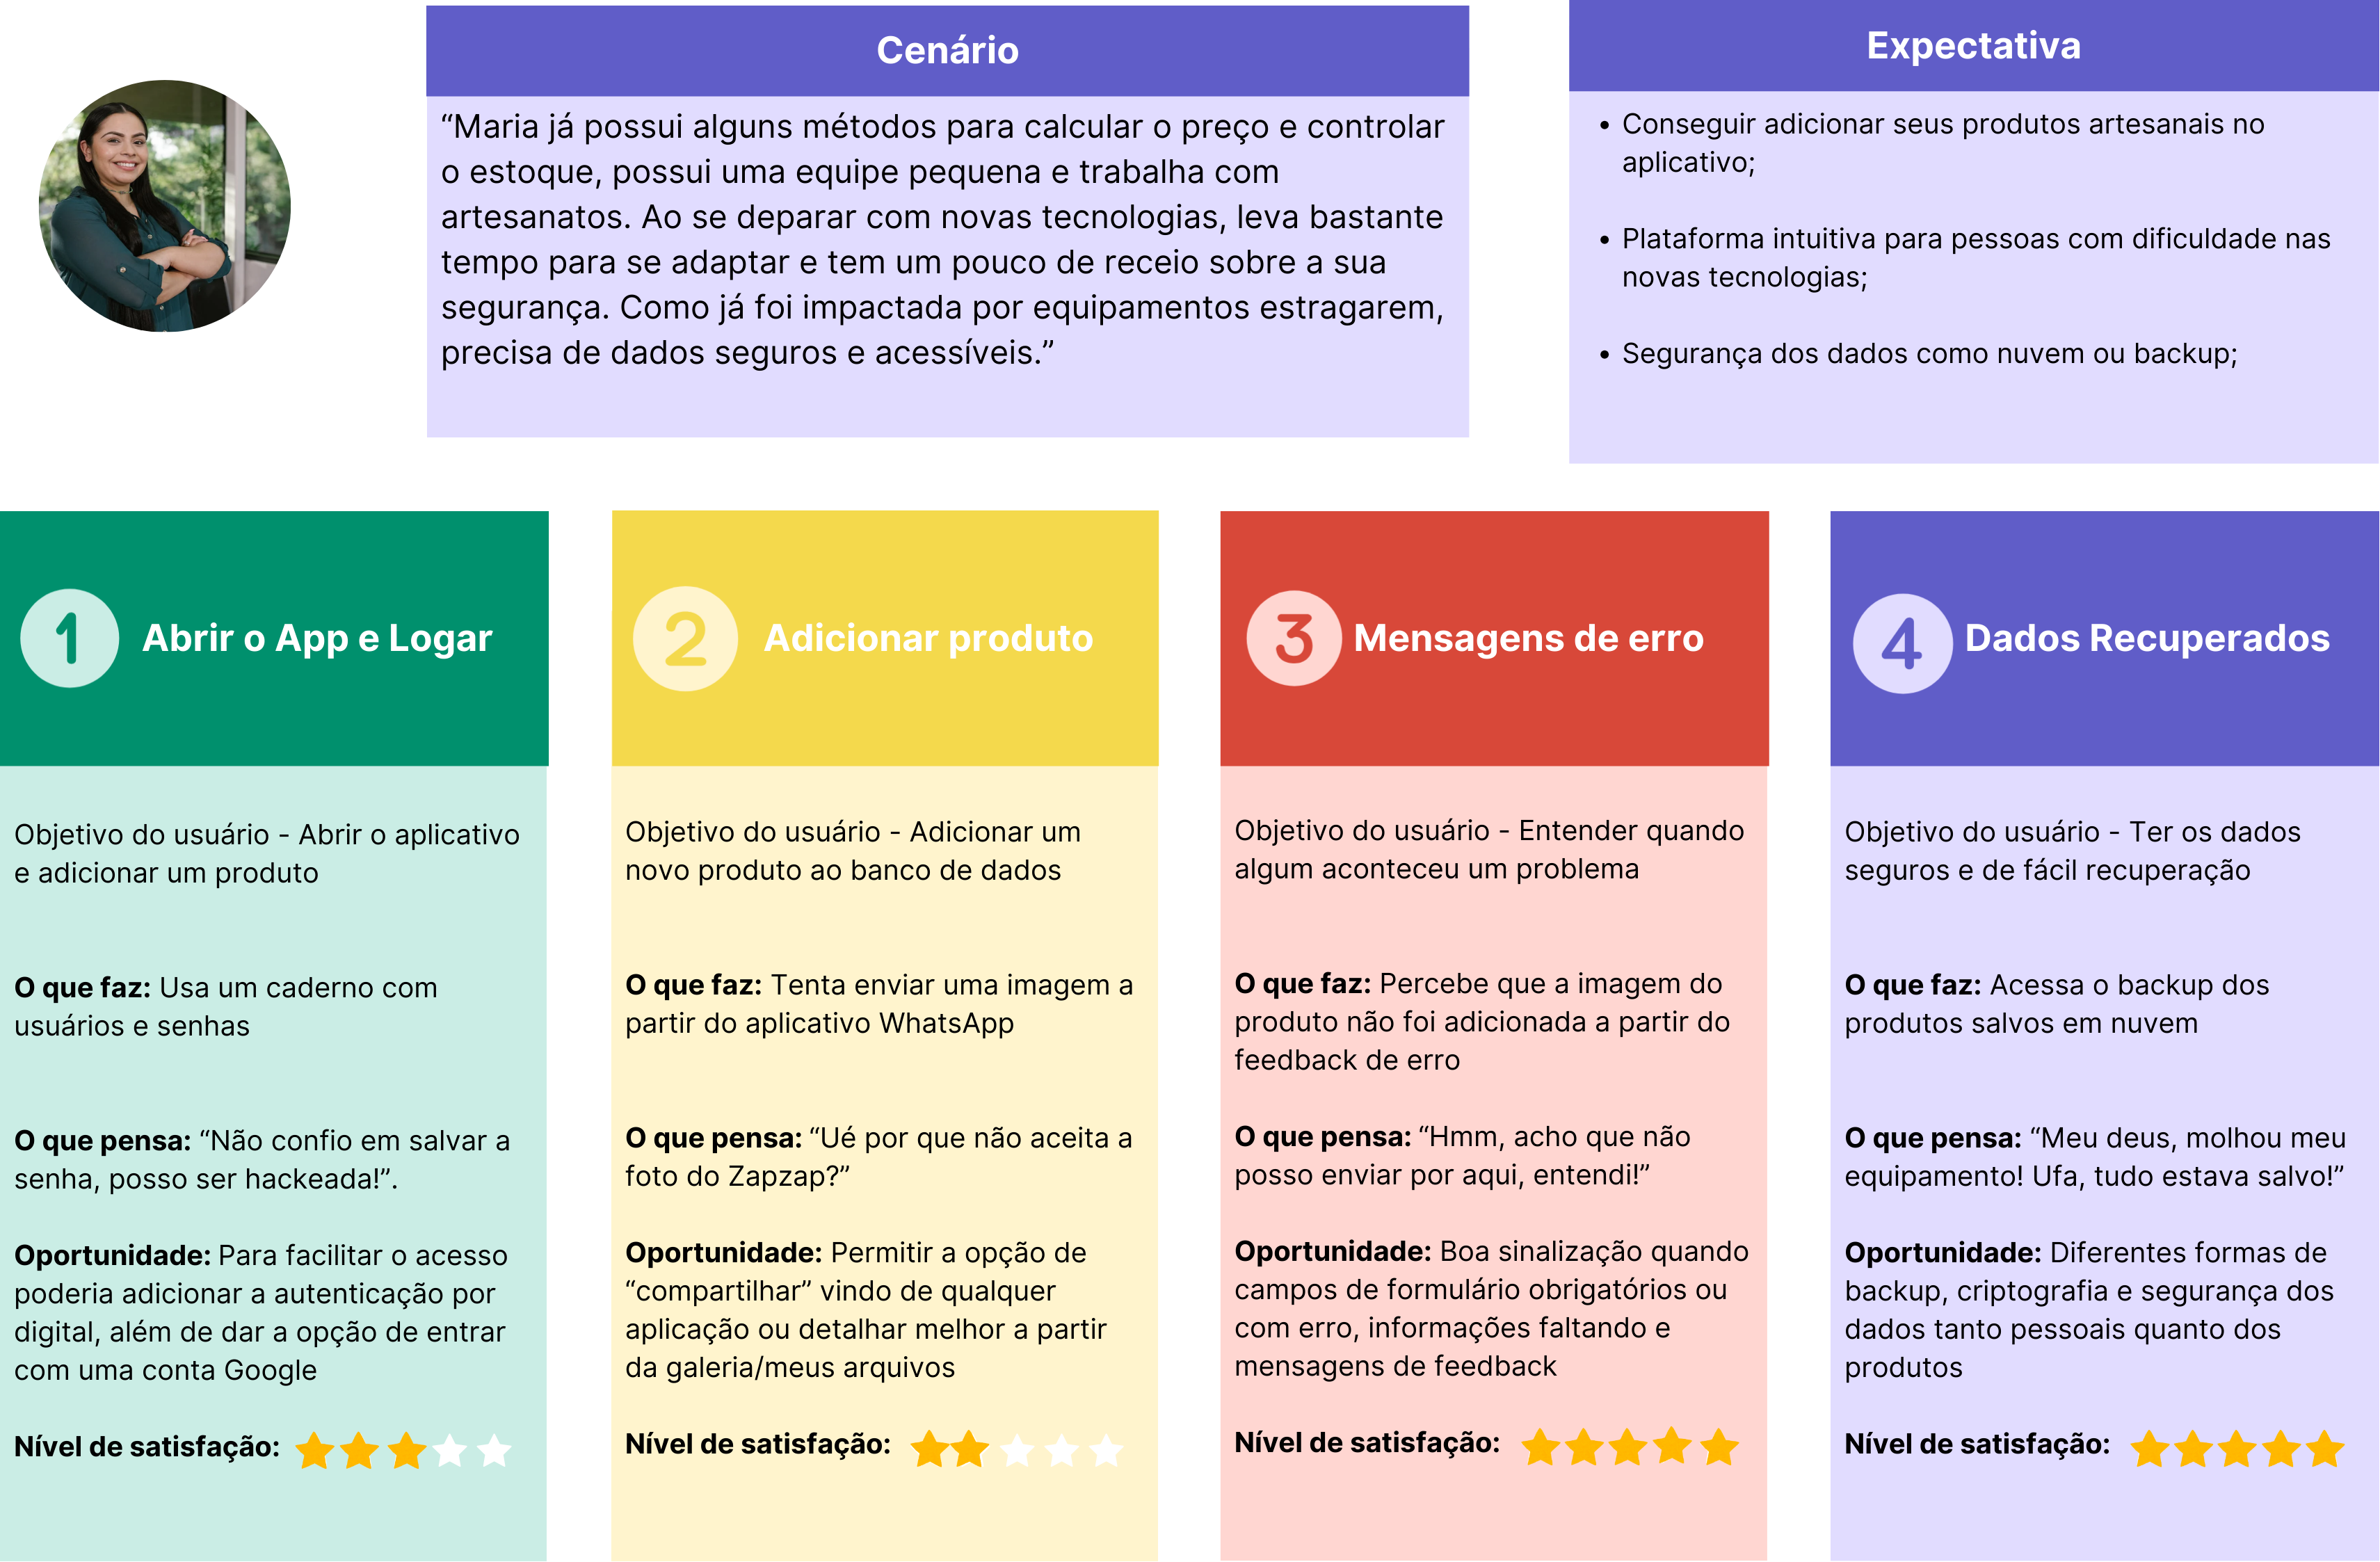 Cenário
“Maria já possui alguns métodos para calcular o preço e controlar
o estoque, possui uma equipe pequena e trabalha com
artesanatos. Ao se deparar com novas tecnologias, leva bastante
tempo para se adaptar e tem um pouco de receio sobre a sua
segurança. Como já foi impactada por equipamentos estragarem,
precisa de dados seguros e acessíveis.”
Expectativa
• Conseguir adicionar seus produtos artesanais no
aplicativo;
• Plataforma intuitiva para pessoas com dificuldade nas
novas tecnologias;
• Segurança dos dados como nuvem ou backup;
1
Abrir o App e Logar
Objetivo do usuário - Abrir o aplicativo
e adicionar um produto
O que faz: Usa um caderno com
usuários e senhas
O que pensa: “Não confio em salvar a
senha, posso ser hackeada!”.
Oportunidade: Para facilitar o acesso
poderia adicionar a autenticação por
digital, além de dar a opção de entrar
com uma conta Google
Nível de satisfação:
2
Adicionar produto
Objetivo do usuário - Adicionar um
novo produto ao banco de dados
O que faz: Tenta enviar uma imagem a
partir do aplicativo WhatsApp
O que pensa: “Ué por que não aceita a
foto do Zapzap?”
Oportunidade: Permitir a opção de
“compartilhar” vindo de qualquer
aplicação ou detalhar melhor a partir
da galeria/meus arquivos
Nível de satisfação:
3
Mensagens de erro
Objetivo do usuário - Entender quando
algum aconteceu um problema
O que faz: Percebe que a imagem do
produto não foi adicionada a partir do
feedback de erro
O que pensa: “Hmm, acho que não
posso enviar por aqui, entendi!”
Oportunidade: Boa sinalização quando
campos de formulário obrigatórios ou
com erro, informações faltando e
mensagens de feedback
Nível de satisfação:
4
Dados Recuperados
Objetivo do usuário - Ter os dados
seguros e de fácil recuperação
O que faz: Acessa o backup dos
produtos salvos em nuvem
O que pensa: “Meu deus, molhou meu
equipamento! Ufa, tudo estava salvo!”
Oportunidade: Diferentes formas de
backup, criptografia e segurança dos
dados tanto pessoais quanto dos
produtos
Nível de satisfação: